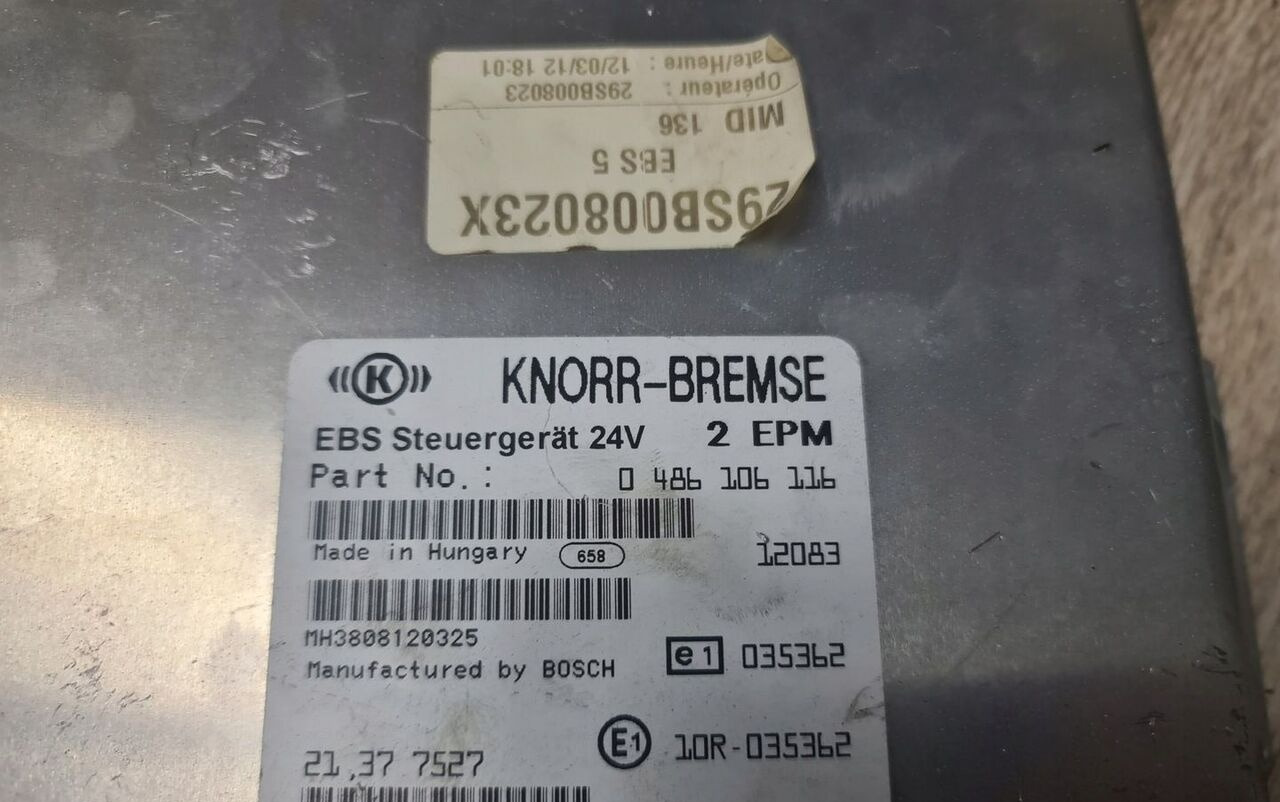 ate/Heure : 12/03/12 18:01
Opérateur : 29SB008023
MID 136
EBS 5
29SB008023X
K KNORR-BREMSE
EBS Steuergerät 24V 2 EPM
Part No.: 0 486 106 116
Made in Hungary 658 12083
MH3808120325
Manufactured by BOSCH e1 035362
E1 10R-035362
21,37 7527